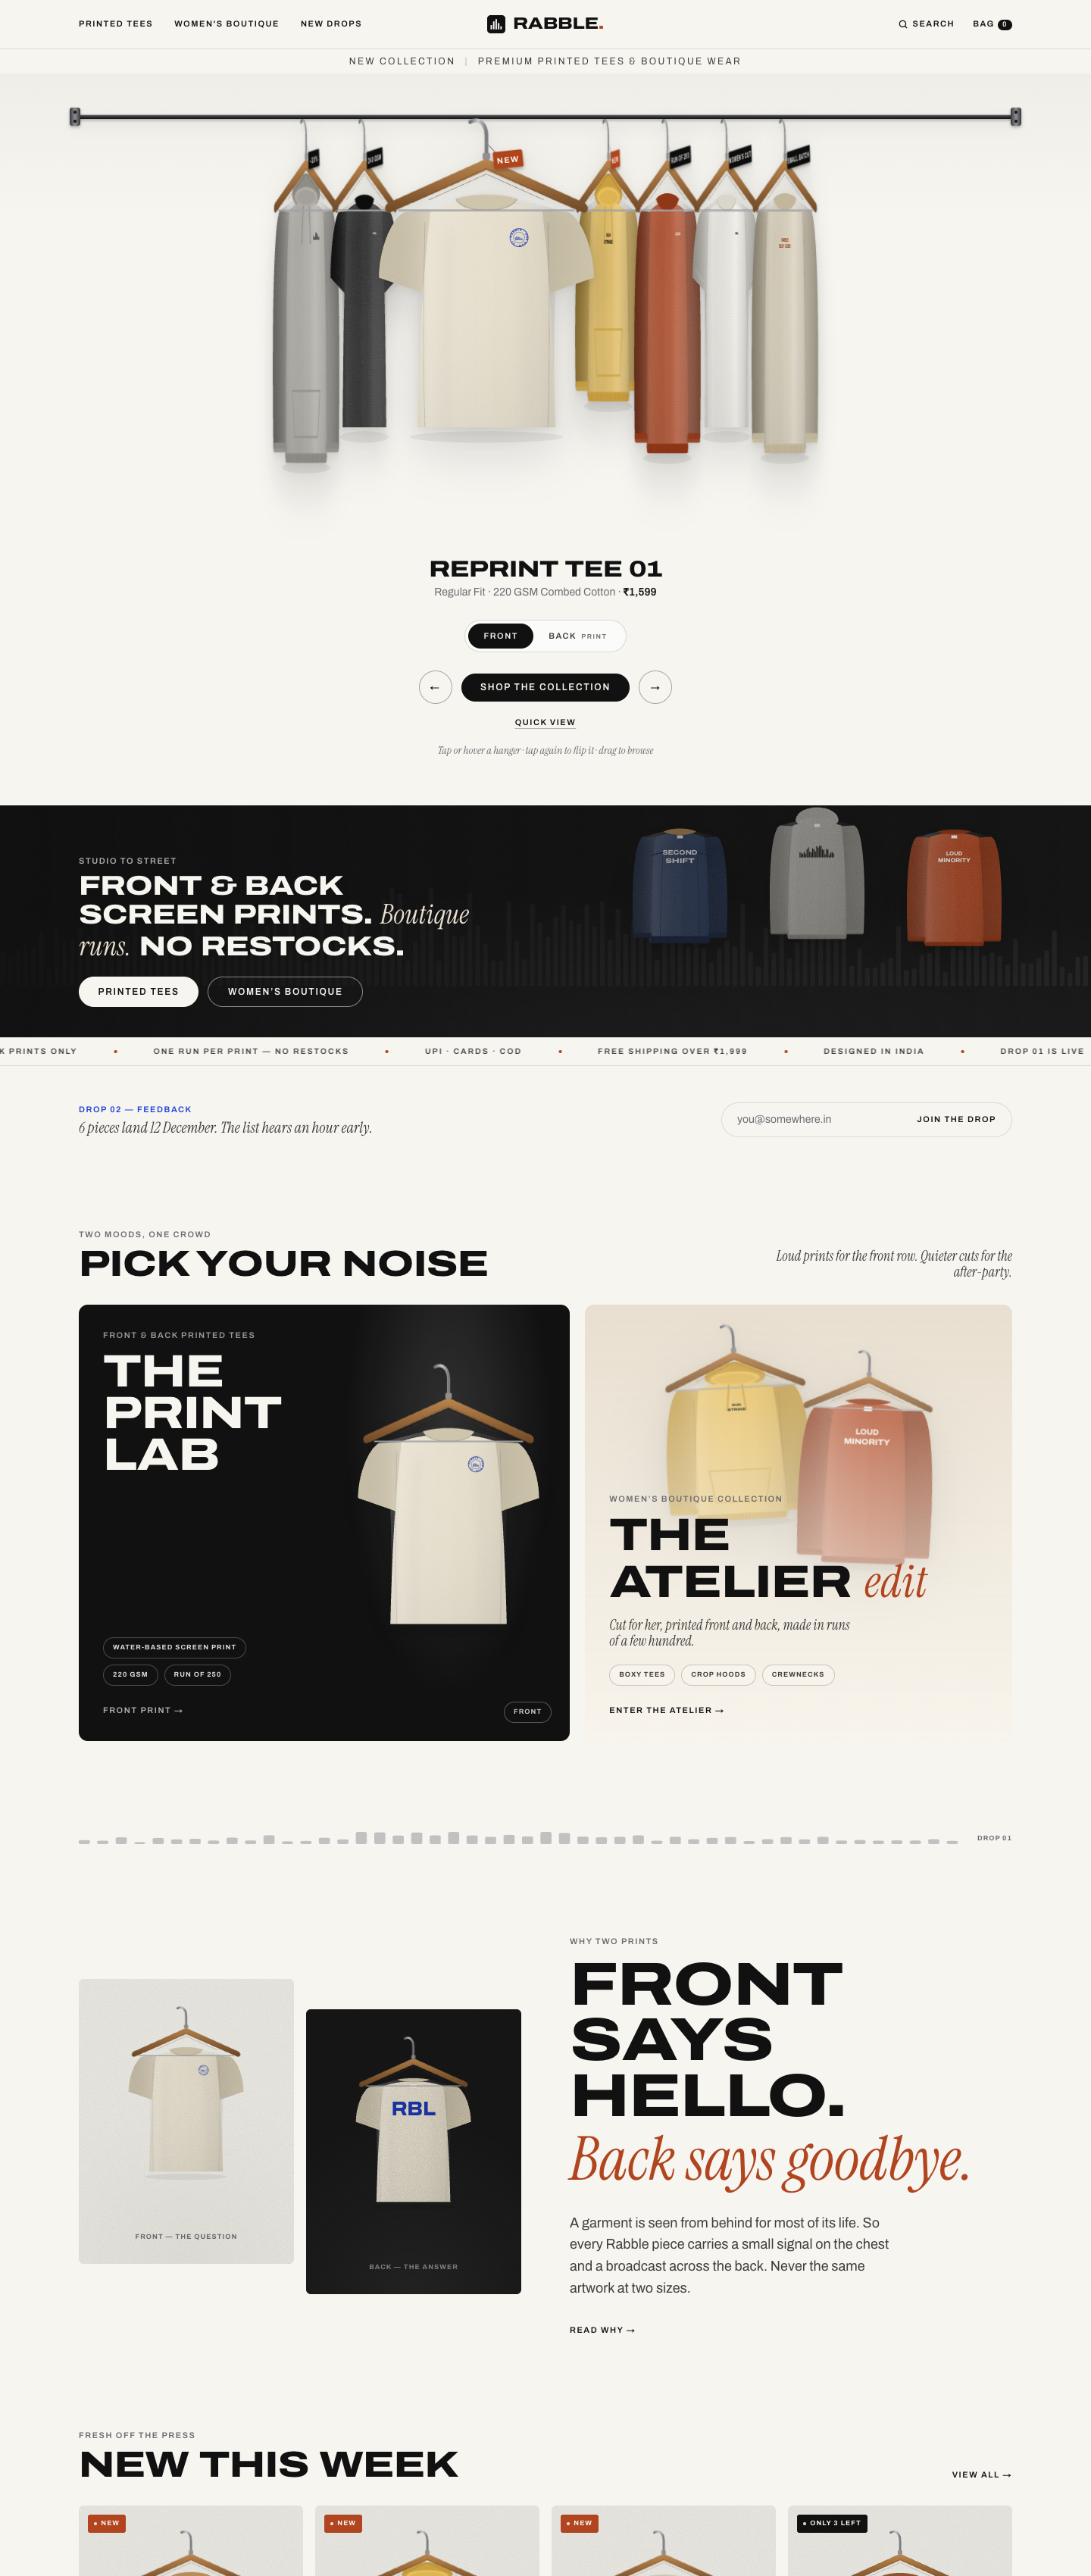 PRINTED TEES
WOMEN'S BOUTIQUE
NEW DROPS
RABBLE.
SEARCH
BAG 0
NEW COLLECTION | PREMIUM PRINTED TEES & BOUTIQUE WEAR
NEW
RUN OF 250
REPRINT TEE 01
Regular Fit · 220 GSM Combed Cotton · ₹1,599
FRONT
BACK PRINT
←
SHOP THE COLLECTION
→
QUICK VIEW
Tap or hover a hanger · tap again to flip it · drag to browse
STUDIO TO STREET
FRONT & BACK
SCREEN PRINTS. Boutique
runs. NO RESTOCKS.
PRINTED TEES
WOMEN'S BOUTIQUE
SECOND
SHIFT
LOUD
MINORITY
K PRINTS ONLY
ONE RUN PER PRINT — NO RESTOCKS
UPI · CARDS · COD
FREE SHIPPING OVER ₹1,999
DESIGNED IN INDIA
DROP 01 IS LIVE
DROP 02 — FEEDBACK
6 pieces land 12 December. The list hears an hour early.
you@somewhere.in
JOIN THE DROP
TWO MOODS, ONE CROWD
PICK YOUR NOISE
Loud prints for the front row. Quieter cuts for the
after-party.
FRONT & BACK PRINTED TEES
THE
PRINT
LAB
WATER-BASED SCREEN PRINT
220 GSM
RUN OF 250
FRONT PRINT →
FRONT
LOUD
MINORITY
WOMEN'S BOUTIQUE COLLECTION
THE
ATELIER edit
Cut for her, printed front and back, made in runs
of a few hundred.
BOXY TEES
CROP HOODS
CREWNECKS
ENTER THE ATELIER →
DROP 01
FRONT — THE QUESTION
RBL
BACK — THE ANSWER
WHY TWO PRINTS
FRONT
SAYS
HELLO.
Back says goodbye.
A garment is seen from behind for most of its life. So
every Rabble piece carries a small signal on the chest
and a broadcast across the back. Never the same
artwork at two sizes.
READ WHY →
FRESH OFF THE PRESS
NEW THIS WEEK
VIEW ALL →
NEW
NEW
NEW
ONLY 3 LEFT